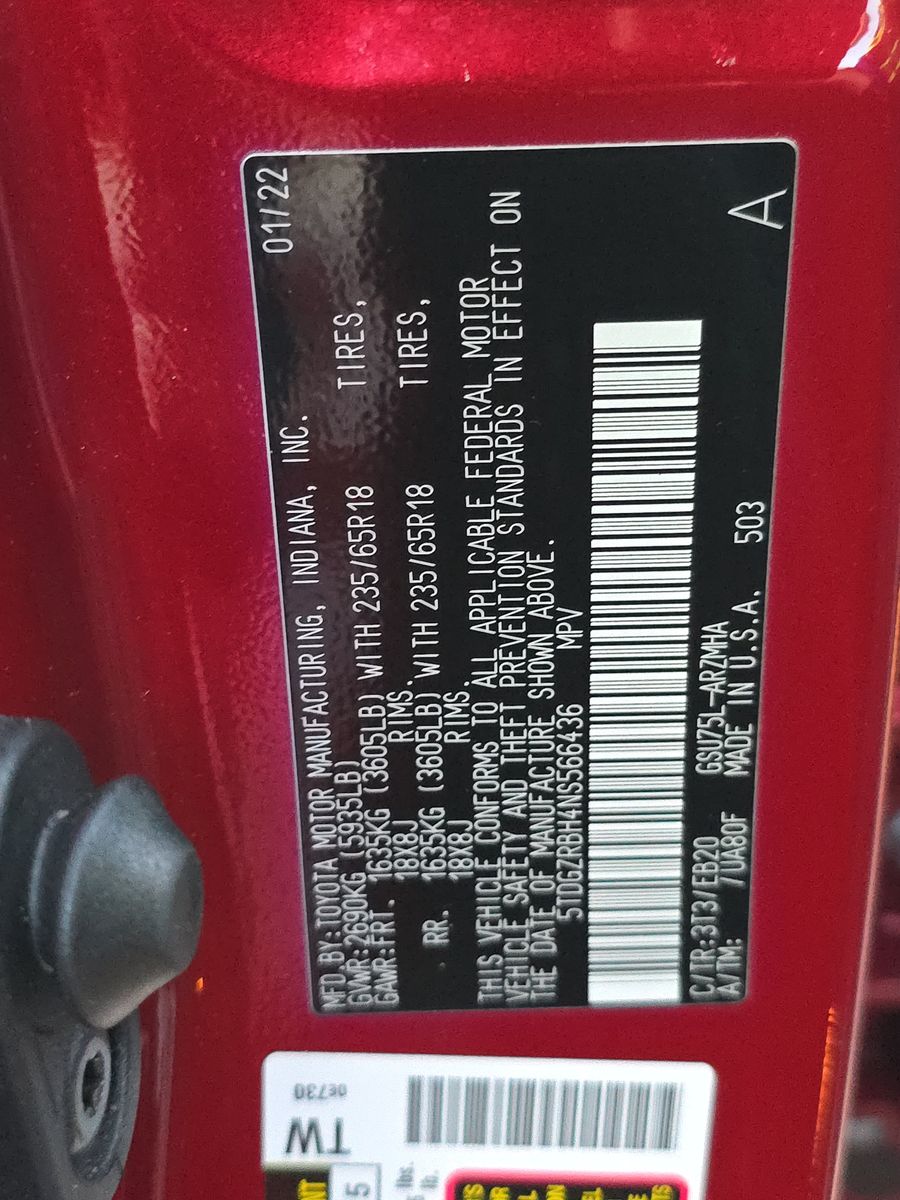 01/22
MFD.BY:TOYOTA MOTOR MANUFACTURING, INDIANA, INC.
GVWR:2690KG (5935LB)
GAWR:FRT. 1635KG (3605LB) WITH 235/65R18 TIRES,
18X8J RIMS.
RR. 1635KG (3605LB) WITH 235/65R18 TIRES,
18X8J RIMS.
THIS VEHICLE CONFORMS TO ALL APPLICABLE FEDERAL MOTOR
VEHICLE SAFETY AND THEFT PREVENTION STANDARDS IN EFFECT ON
THE DATE OF MANUFACTURE SHOWN ABOVE.
5TDGZRBH4NS566436 MPV
C/TR:3T3/EB20 GSU75L-ARZMHA
A/TM: /UA80F MADE IN U.S.A. 503
A
0E730
TW